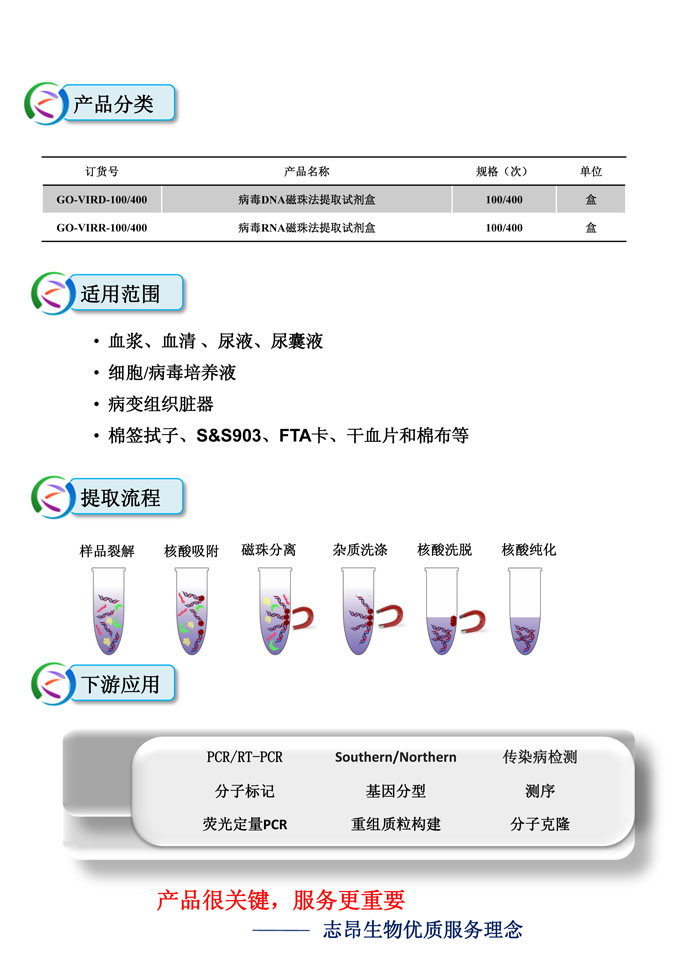 产品分类
订货号 产品名称 规格（次） 单位
GO-VIRD-100/400 病毒DNA磁珠法提取试剂盒 100/400 盒
GO-VIRR-100/400 病毒RNA磁珠法提取试剂盒 100/400 盒
适用范围
• 血浆、血清 、尿液、尿囊液
• 细胞/病毒培养液
• 病变组织脏器
• 棉签拭子、S&S903、FTA卡、干血片和棉布等
提取流程
样品裂解 核酸吸附 磁珠分离 杂质洗涤 核酸洗脱 核酸纯化
下游应用
PCR/RT-PCR Southern/Northern 传染病检测
分子标记 基因分型 测序
荧光定量PCR 重组质粒构建 分子克隆
产品很关键，服务更重要
——— 志昂生物优质服务理念